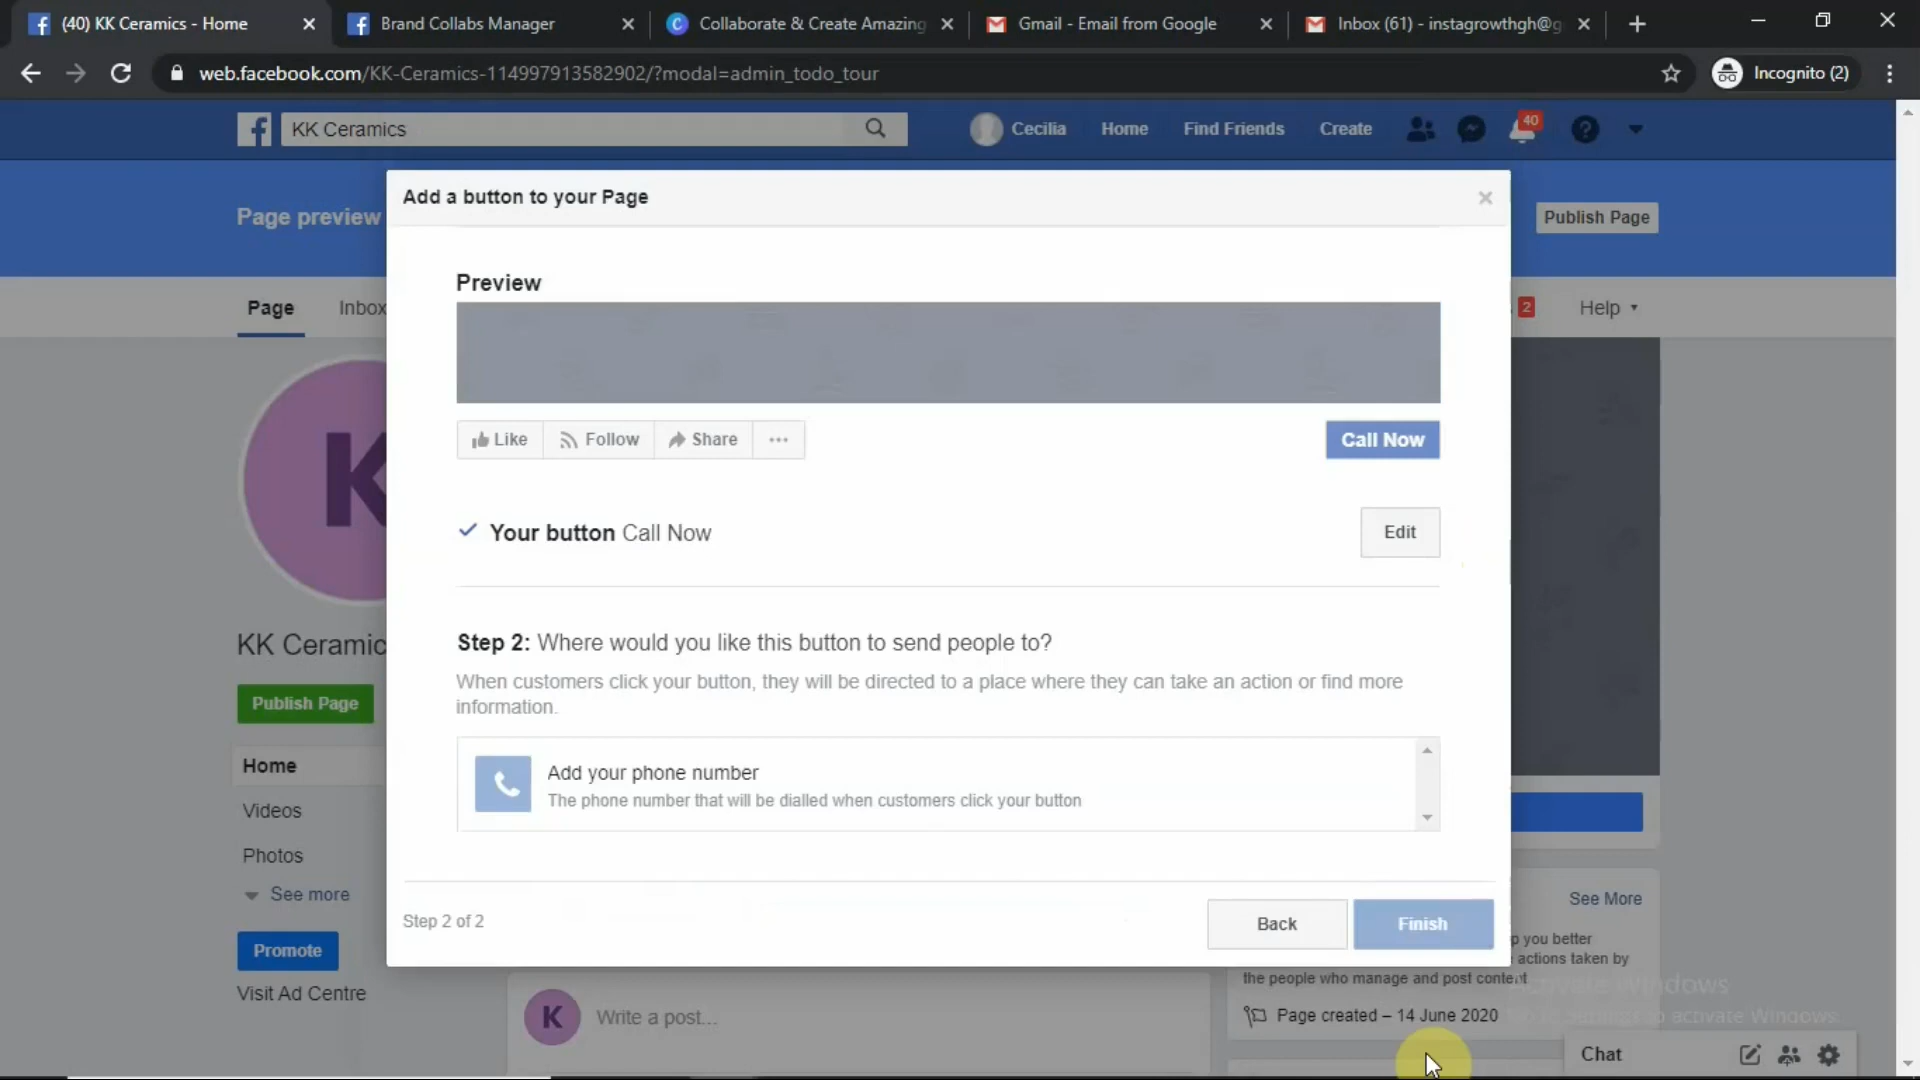 (40) KK Ceramics - Home
Brand Collabs Manager
Collaborate & Create Amazing
Gmail - Email from Google
Inbox (61) - instagrowthgh@g
web.facebook.com/KK-Ceramics-114997913582902/?modal=admin_todo_tour
Incognito (2)
KK Ceramics
Cecilia
Home
Find Friends
Create
40
Page preview
Add a button to your Page
Publish Page
Page
Inbox
2
Help
Preview
Like
Follow
Share
Call Now
K
Your button Call Now
Edit
KK Ceramic
Step 2: Where would you like this button to send people to?
When customers click your button, they will be directed to a place where they can take an action or find more
information.
Publish Page
Home
Add your phone number
The phone number that will be dialled when customers click your button
Videos
Photos
See more
See More
Step 2 of 2
Back
Finish
Promote
p you better
actions taken by
the people who manage and post content.
Visit Ad Centre
K
Write a post...
Page created – 14 June 2020
Activate Windows
to activate Windows.
Chat